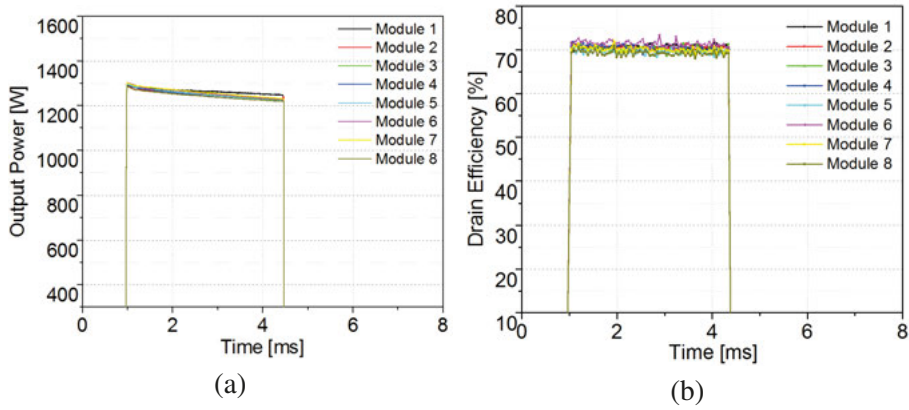 1600
1400
1200
1000
800
600
400
Output Power [W]
0
2
4
6
8
Time [ms]
Module 1
Module 2
Module 3
Module 4
Module 5
Module 6
Module 7
Module 8
(a)
80
70
60
50
40
30
20
10
Drain Efficiency [%]
0
2
4
6
8
Time [ms]
Module 1
Module 2
Module 3
Module 4
Module 5
Module 6
Module 7
Module 8
(b)